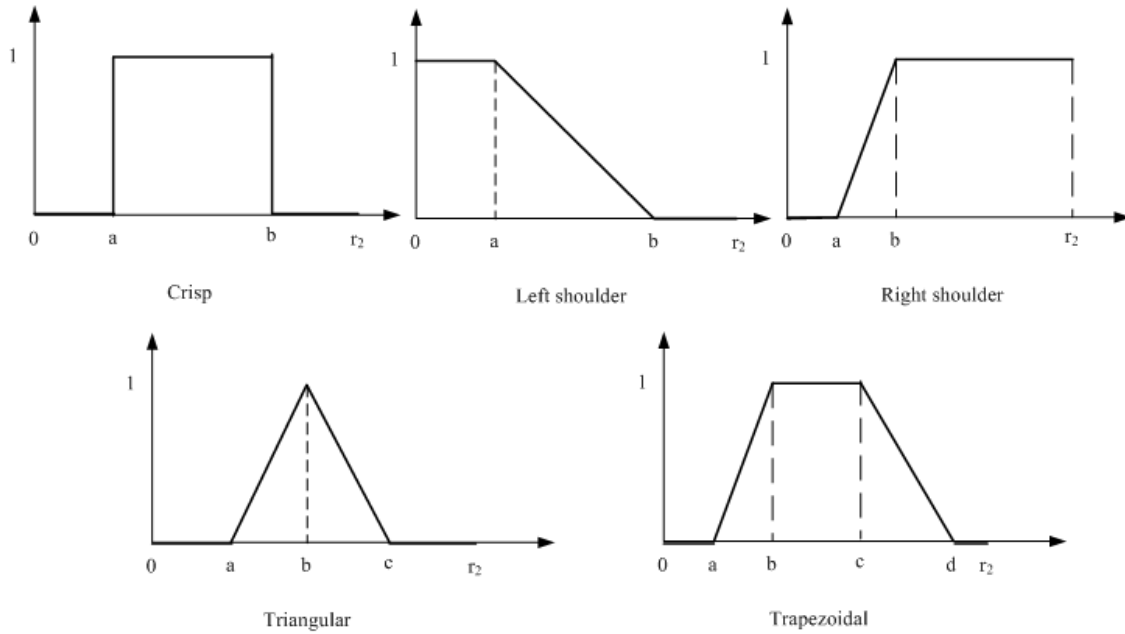 1
0 a b r₂
Crisp
1
0 a b r₂
Left shoulder
1
0 a b r₂
Right shoulder
1
0 a b c r₂
Triangular
1
0 a b c d r₂
Trapezoidal